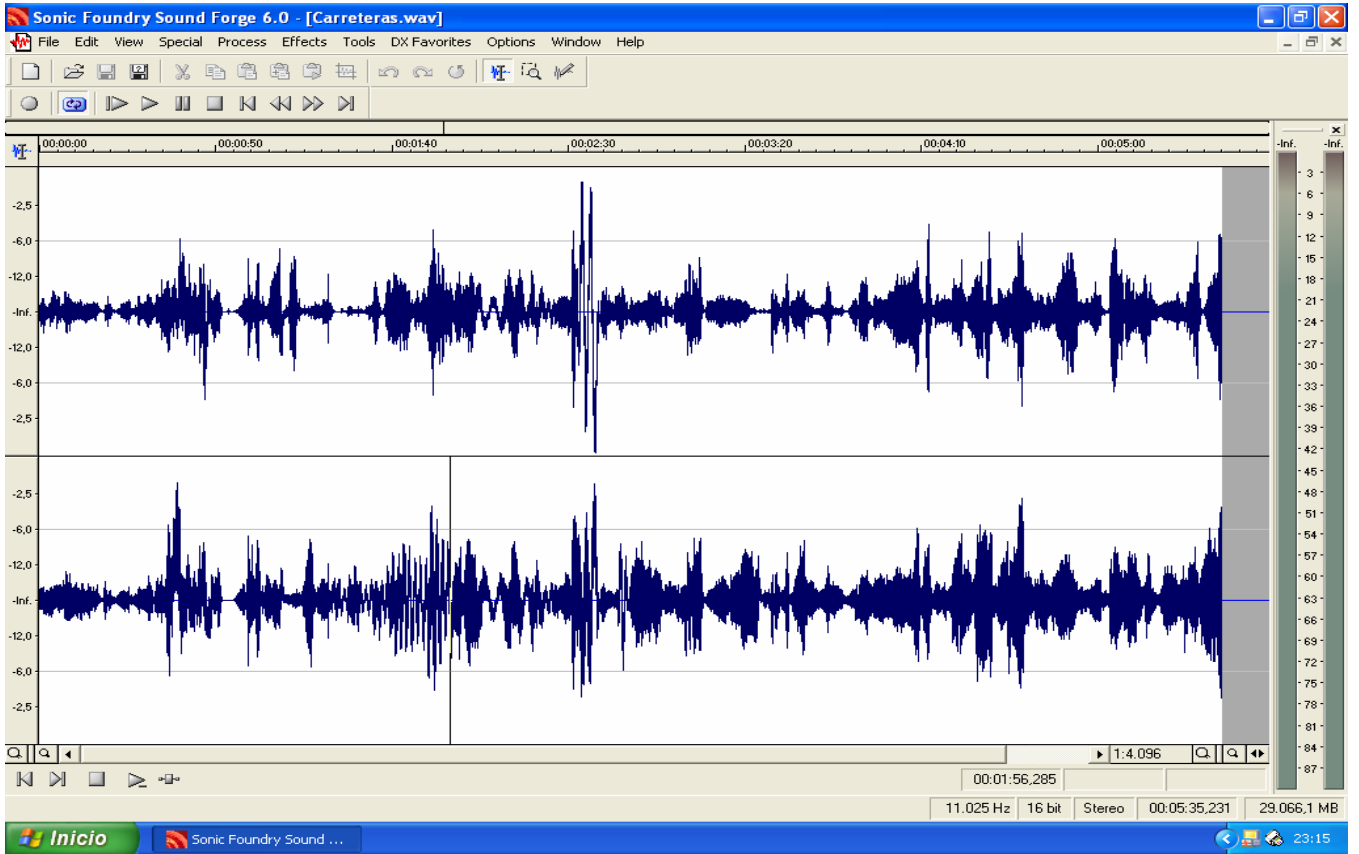 Sonic Foundry Sound Forge 6.0 - [Carreteras.wav]
File Edit View Special Process Effects Tools DX Favorites Options Window Help
00:00:00 00:00:50 00:01:40 00:02:30 00:03:20 00:04:10 00:05:00
-2,5
-6,0
-12,0
-Inf.
-12,0
-6,0
-2,5
-2,5
-6,0
-12,0
-Inf.
-12,0
-6,0
-2,5
-Inf. -Inf.
- 3 -
- 6 -
- 9 -
- 12 -
- 15 -
- 18 -
- 21 -
- 24 -
- 27 -
- 30 -
- 33 -
- 36 -
- 39 -
- 42 -
- 45 -
- 48 -
- 51 -
- 54 -
- 57 -
- 60 -
- 63 -
- 66 -
- 69 -
- 72 -
- 75 -
- 78 -
- 81 -
- 84 -
- 87 -
1:4.096
00:01:56,285
11.025 Hz 16 bit Stereo 00:05:35,231 29.066,1 MB
Inicio Sonic Foundry Sound ... 23:15